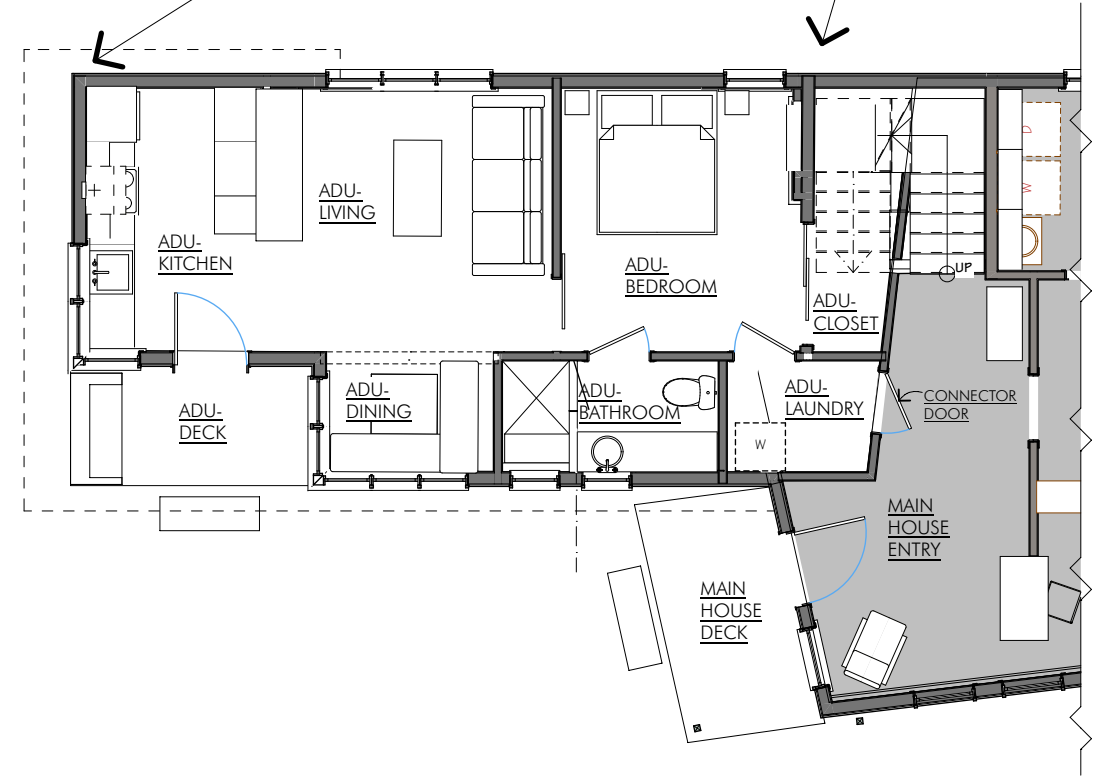 ADU-
LIVING
ADU-
KITCHEN
ADU-
BEDROOM
UP
D
W
ADU-
CLOSET
ADU-
DECK
ADU-
DINING
ADU-
BATHROOM
ADU-
LAUNDRY
W
CONNECTOR
DOOR
MAIN
HOUSE
ENTRY
MAIN
HOUSE
DECK